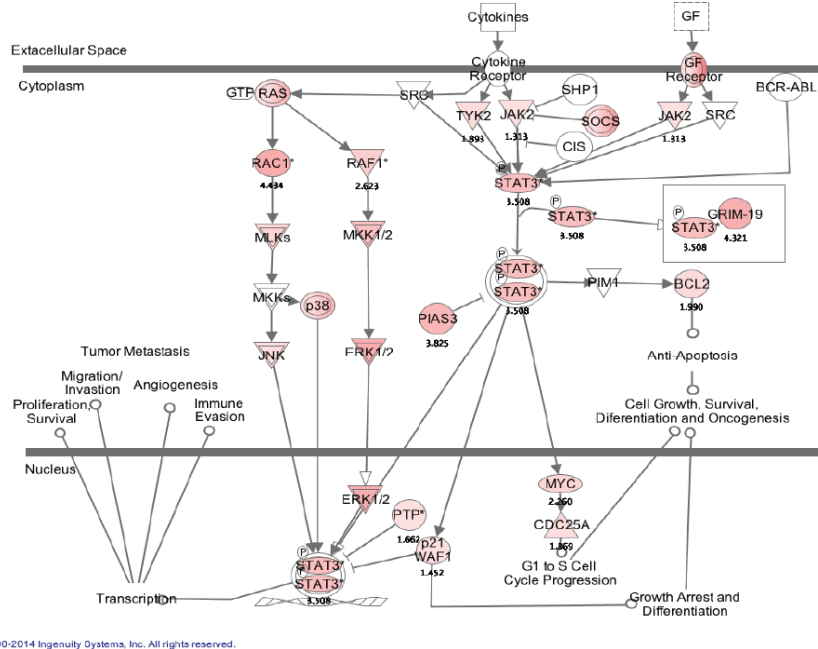 Cytokines
GF
Extacellular Space
Cytokine
Receptor
GF
Receptor
Cytoplasm
GTP
RAS
SRC
SHP1
BCR-ABL
TYK2
1.893
JAK2
1.313
SOCS
JAK2
1.313
SRC
CIS
RAC1*
4.434
RAF1*
2.623
P
STAT3*
3.508
P
STAT3*
3.508
P
STAT3*
3.508
GRIM-19
4.321
MLKs
MKK1/2
P
STAT3*
P
STAT3*
3.508
PIM1
BCL2
1.990
MKKs
p38
PIAS3
3.825
JNK
ERK1/2
Anti-Apoptosis
Tumor Metastasis
Migration/
Invastion
Angiogenesis
Proliferation,
Survival
Immune
Evasion
Cell Growth, Survival,
Diferentiation and Oncogenesis
Nucleus
ERK1/2
MYC
2.260
PTP*
1.662
CDC25A
1.869
p21
WAF1
1.452
P
STAT3*
STAT3*
3.508
G1 to S Cell
Cycle Progression
Transcription
Growth Arrest and
Differentiation
0-2014 Ingenuity Systems, Inc. All rights reserved.